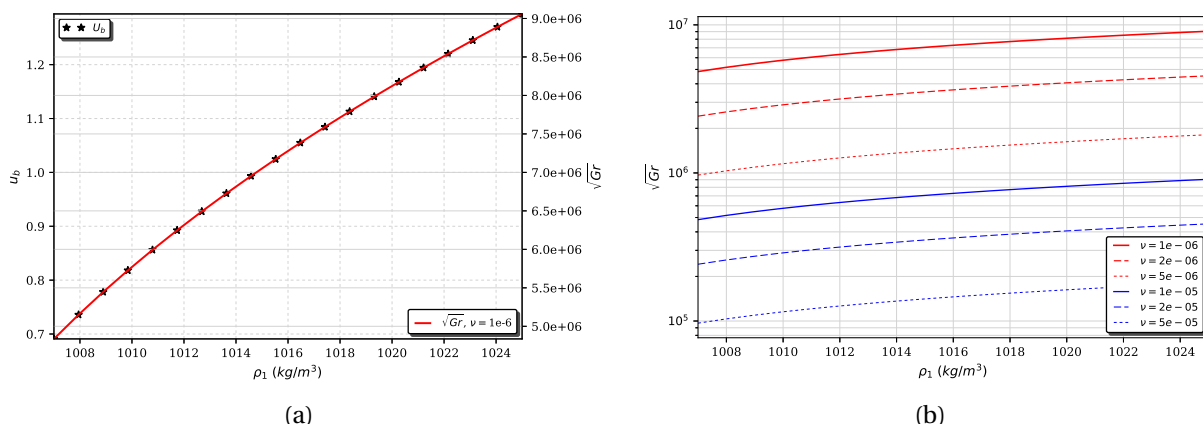 ★ ★ U_b
u_b
1.2
1.1
1.0
0.9
0.8
0.7
1008 1010 1012 1014 1016 1018 1020 1022 1024
ρ_1 (kg/m^3)
9.0e+06
8.5e+06
8.0e+06
7.5e+06
7.0e+06
6.5e+06
6.0e+06
5.5e+06
5.0e+06
√Gr
√Gr, ν = 1e-6
(a)
√Gr
10^7
10^6
10^5
1008 1010 1012 1014 1016 1018 1020 1022 1024
ρ_1 (kg/m^3)
ν = 1e − 06
ν = 2e − 06
ν = 5e − 06
ν = 1e − 05
ν = 2e − 05
ν = 5e − 05
(b)